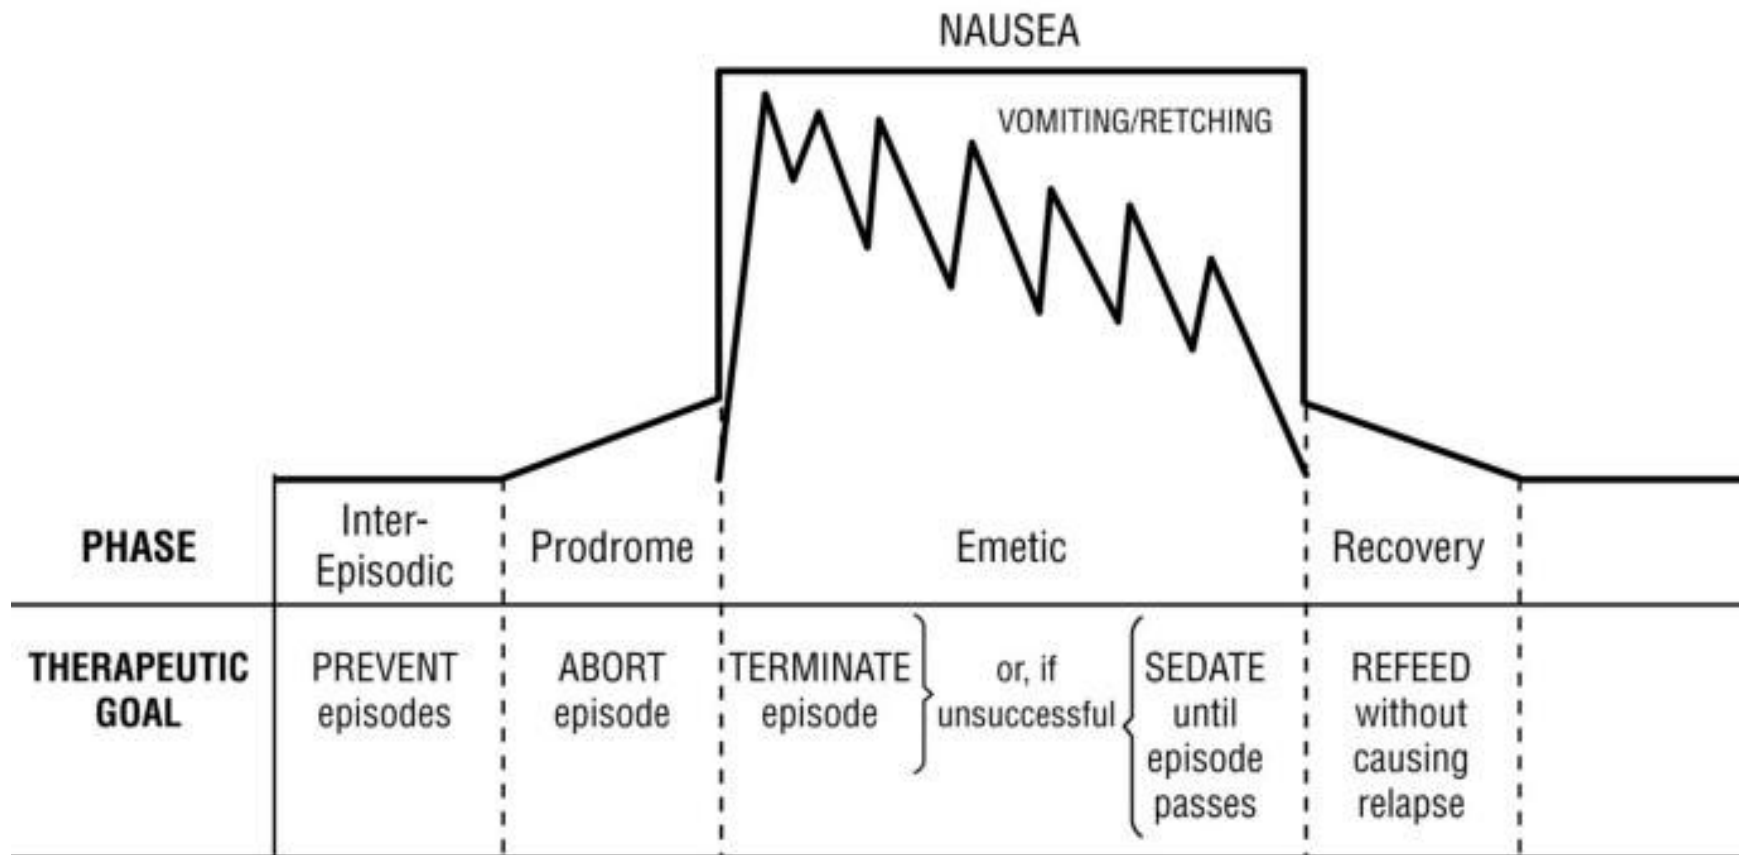 NAUSEA
VOMITING/RETCHING
PHASE
Inter-
Episodic
Prodrome
Emetic
Recovery
THERAPEUTIC
GOAL
PREVENT
episodes
ABORT
episode
TERMINATE
episode
or, if
unsuccessful
SEDATE
until
episode
passes
REFEED
without
causing
relapse